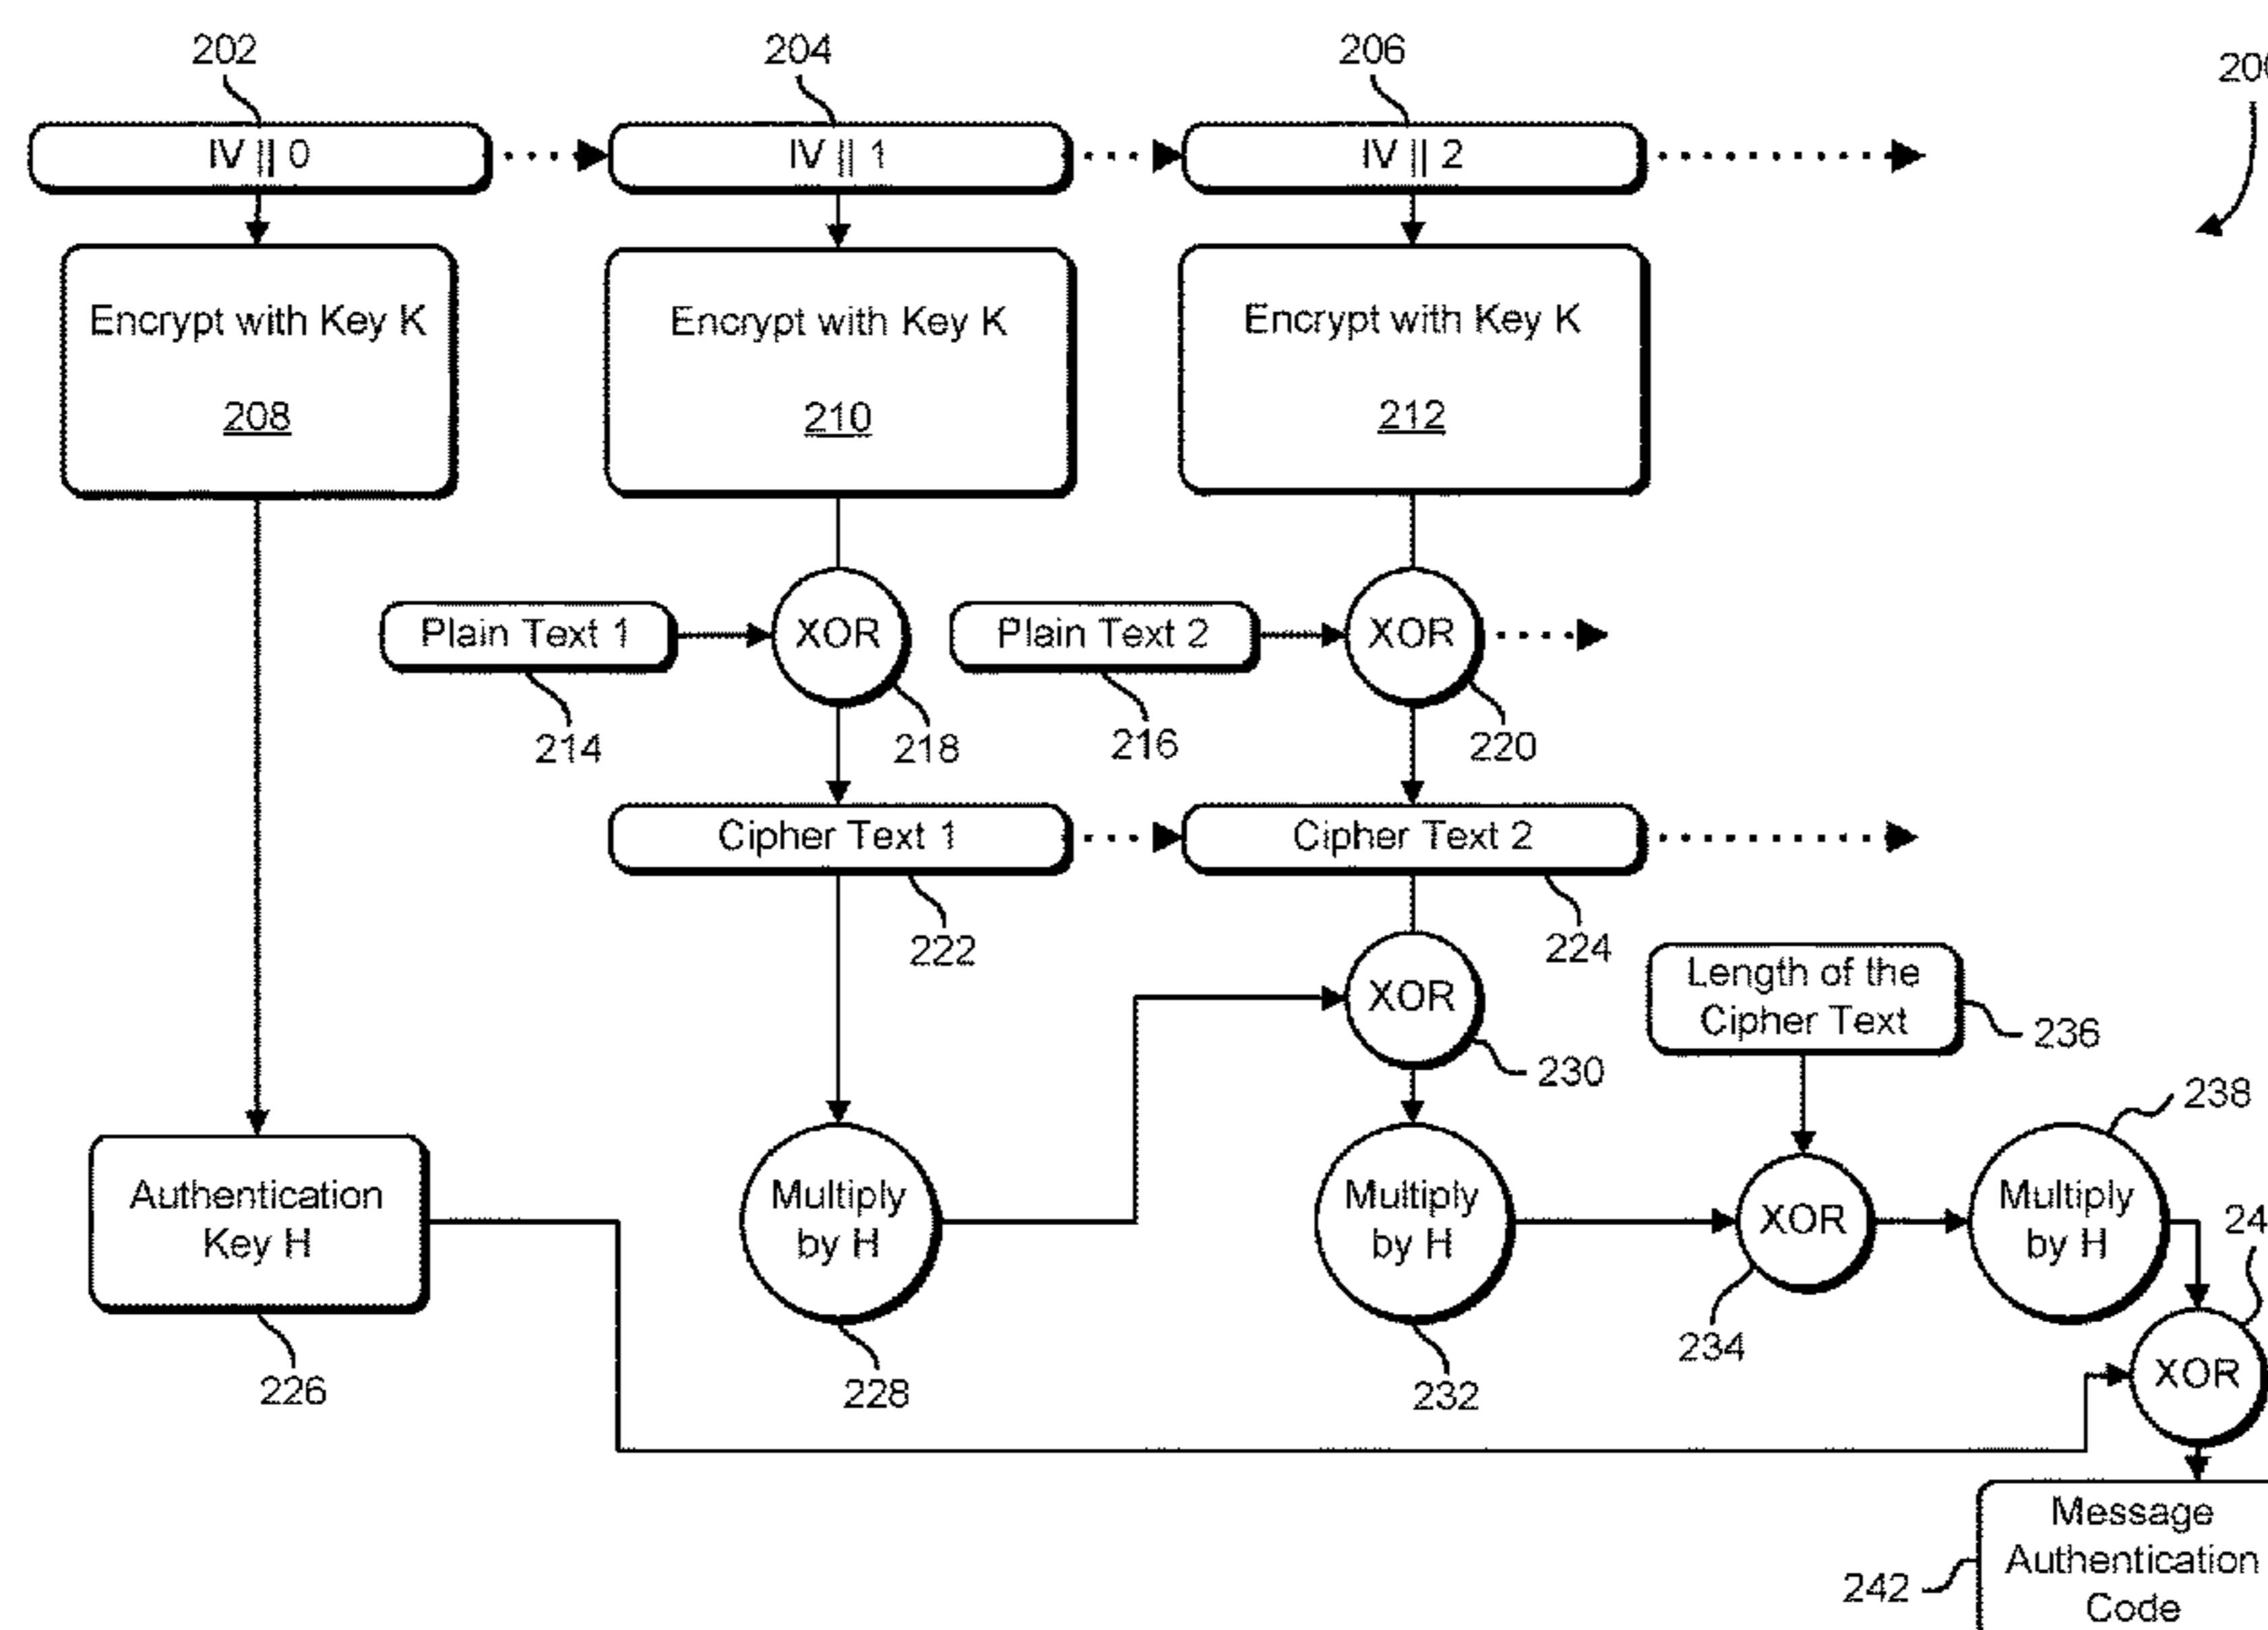 202
204
206
200
IV || 0
IV || 1
IV || 2
Encrypt with Key K
208
Encrypt with Key K
210
Encrypt with Key K
212
Plain Text 1
XOR
Plain Text 2
XOR
214
218
216
220
Cipher Text 1
Cipher Text 2
222
224
XOR
230
Length of the
Cipher Text
236
238
Authentication
Key H
Multiply
by H
Multiply
by H
XOR
Multiply
by H
24
226
228
232
234
XOR
Message
Authentication
Code
242